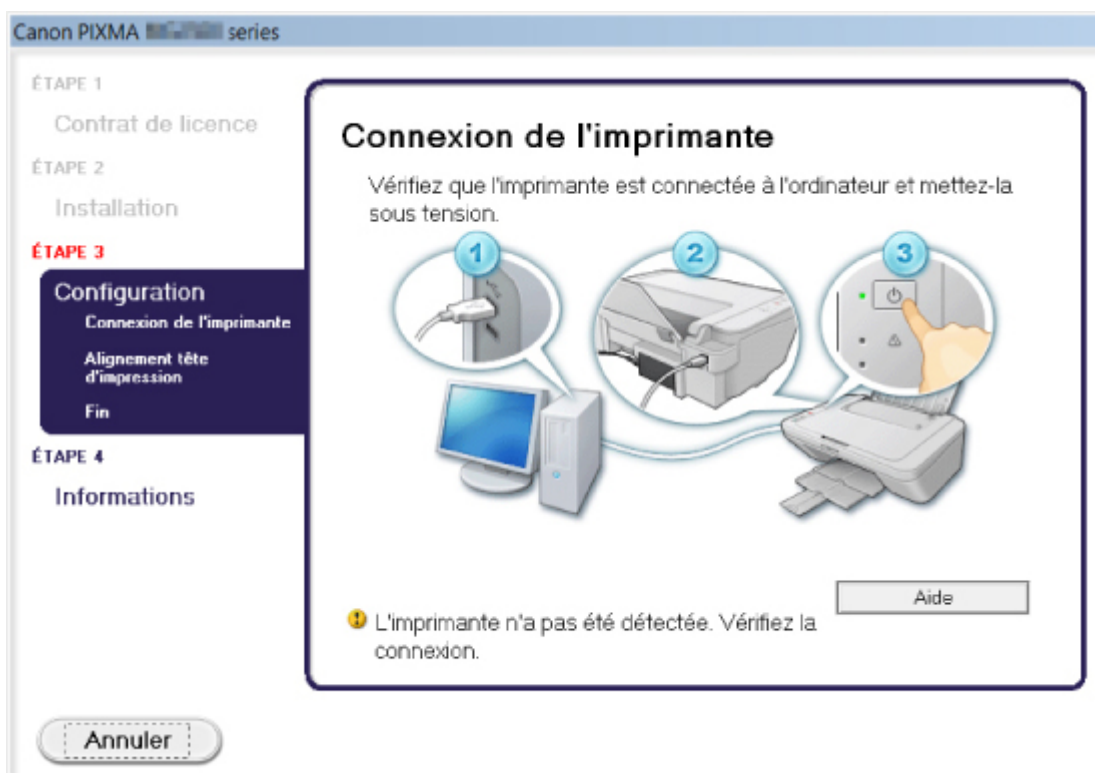 Canon PIXMA series
ÉTAPE 1
Contrat de licence
ÉTAPE 2
Installation
ÉTAPE 3
Configuration
Connexion de l'imprimante
Alignement tête
d'impression
Fin
ÉTAPE 4
Informations
Connexion de l'imprimante
Vérifiez que l'imprimante est connectée à l'ordinateur et mettez-la
sous tension.
1
2
3
Aide
L'imprimante n'a pas été détectée. Vérifiez la
connexion.
Annuler